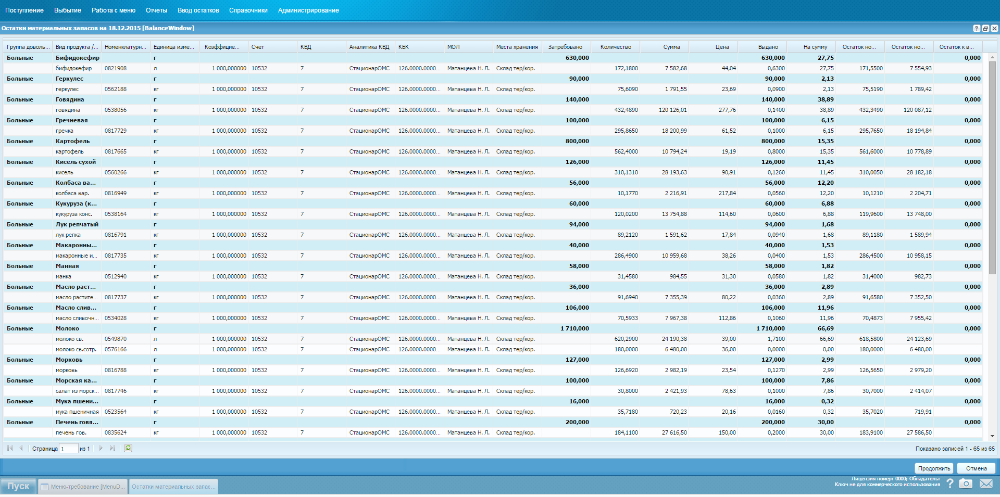 Поступление Выбытие Работа с меню Отчеты Ввод остатков Справочники Администрирование
Остатки материальных запасов на 18.12.2015 [BalanceWindow]
Группа доволь... Вид продукта /... Номенклатурн... Единица изме... Коэффицие... Счет КВД Аналитика КВД КБК МОЛ Места хранения Затребовано Количество Сумма Цена Выдано На сумму Остаток но... Остаток но... Остаток к в...
Больные Бифидокефир г 630,000 630,000 27,75 0,000
бифидокефир 0821908 л 1 000,000000 10532 7 СтационарОМС 126.0000.0000... Матанцева Н. Л. Склад тер/кор. 172,1800 7 582,68 44,04 0,6300 27,75 171,5500 7 554,93
Больные Геркулес г 90,000 90,000 2,13 0,000
геркулес 0562188 кг 1 000,000000 10532 7 СтационарОМС 126.0000.0000... Матанцева Н. Л. Склад тер/кор. 75,6090 1 791,55 23,69 0,0900 2,13 75,5190 1 789,42
Больные Говядина г 140,000 140,000 38,89 0,000
говядина 0538056 кг 1 000,000000 10532 7 СтационарОМС 126.0000.0000... Матанцева Н. Л. Склад тер/кор. 432,4890 120 126,01 277,76 0,1400 38,89 432,3490 120 087,12
Больные Гречневая г 100,000 100,000 6,15 0,000
гречка 0817729 кг 1 000,000000 10532 7 СтационарОМС 126.0000.0000... Матанцева Н. Л. Склад тер/кор. 295,8650 18 200,99 61,52 0,1000 6,15 295,7650 18 194,84
Больные Картофель г 800,000 800,000 15,35 0,000
картофель 0817665 кг 1 000,000000 10532 7 СтационарОМС 126.0000.0000... Матанцева Н. Л. Склад тер/кор. 562,4000 10 794,24 19,19 0,8000 15,35 561,6000 10 778,89
Больные Кисель сухой г 126,000 126,000 11,45 0,000
кисель 0560266 кг 1 000,000000 10532 7 СтационарОМС 126.0000.0000... Матанцева Н. Л. Склад тер/кор. 310,1310 28 193,63 90,91 0,1260 11,45 310,0050 28 182,18
Больные Колбаса ва... г 56,000 56,000 12,20 0,000
колбаса вар. 0816949 кг 1 000,000000 10532 7 СтационарОМС 126.0000.0000... Матанцева Н. Л. Склад тер/кор. 10,1770 2 216,91 217,84 0,0560 12,20 10,1210 2 204,71
Больные Кукуруза (к... г 60,000 60,000 6,88 0,000
кукуруза конс. 0538164 кг 1 000,000000 10532 7 СтационарОМС 126.0000.0000... Матанцева Н. Л. Склад тер/кор. 120,0200 13 754,88 114,60 0,0600 6,88 119,9600 13 748,00
Больные Лук репчатый г 94,000 94,000 1,68 0,000
лук репка 0816791 кг 1 000,000000 10532 7 СтационарОМС 126.0000.0000... Матанцева Н. Л. Склад тер/кор. 89,2120 1 591,62 17,84 0,0940 1,68 89,1180 1 589,94
Больные Макаронны... г 40,000 40,000 1,53 0,000
макаронные и... 0817735 кг 1 000,000000 10532 7 СтационарОМС 126.0000.0000... Матанцева Н. Л. Склад тер/кор. 286,4900 10 959,68 38,26 0,0400 1,53 286,4500 10 958,15
Больные Манная г 58,000 58,000 1,82 0,000
манка 0512940 кг 1 000,000000 10532 7 СтационарОМС 126.0000.0000... Матанцева Н. Л. Склад тер/кор. 31,4580 984,55 31,30 0,0580 1,82 31,4000 982,73
Больные Масло раст... г 36,000 36,000 2,89 0,000
масло растите... 0817737 кг 1 000,000000 10532 7 СтационарОМС 126.0000.0000... Матанцева Н. Л. Склад тер/кор. 91,6940 7 355,39 80,22 0,0360 2,89 91,6580 7 352,50
Больные Масло слив... г 106,000 106,000 11,96 0,000
масло сливочн... 0534028 кг 1 000,000000 10532 7 СтационарОМС 126.0000.0000... Матанцева Н. Л. Склад тер/кор. 70,5933 7 967,38 112,86 0,1060 11,96 70,4873 7 955,42
Больные Молоко г 1 710,000 1 710,000 66,69 0,000
молоко св. 0549870 л 1 000,000000 10532 7 СтационарОМС 126.0000.0000... Матанцева Н. Л. Склад тер/кор. 620,2900 24 190,38 39,00 1,7100 66,69 618,5800 24 123,69
молоко св.сотр. 0576166 л 1 000,000000 10532 7 СтационарОМС 126.0000.0000... Матанцева Н. Л. Склад тер/кор. 180,0000 6 480,00 36,00 0,0000 0,00 180,0000 6 480,00
Больные Морковь г 127,000 127,000 2,99 0,000
морковь 0816788 кг 1 000,000000 10532 7 СтационарОМС 126.0000.0000... Матанцева Н. Л. Склад тер/кор. 126,6920 2 982,19 23,54 0,1270 2,99 126,5650 2 979,20
Больные Морская ка... г 100,000 100,000 7,86 0,000
салат из морск... 0817746 кг 1 000,000000 10532 7 СтационарОМС 126.0000.0000... Матанцева Н. Л. Склад тер/кор. 30,8000 2 421,93 78,63 0,1000 7,86 30,7000 2 414,07
Больные Мука пшени... г 16,000 16,000 0,32 0,000
мука пшеничная 0523564 кг 1 000,000000 10532 7 СтационарОМС 126.0000.0000... Матанцева Н. Л. Склад тер/кор. 35,7180 720,23 20,16 0,0160 0,32 35,7020 719,91
Больные Печень говя... г 200,000 200,000 30,00 0,000
печень гов. 0835624 кг 1 000,000000 10532 7 СтационарОМС 126.0000.0000... Матанцева Н. Л. Склад тер/кор. 184,1100 27 616,50 150,00 0,2000 30,00 183,9100 27 586,50
Страница 1 из 1 Показано записей 1 - 65 из 65
Продолжить Отмена
Пуск Меню-требование [MenuD... Остатки материальных запас... Лицензия номер: 0000; Обладатель:
Ключ не для коммерческого использования